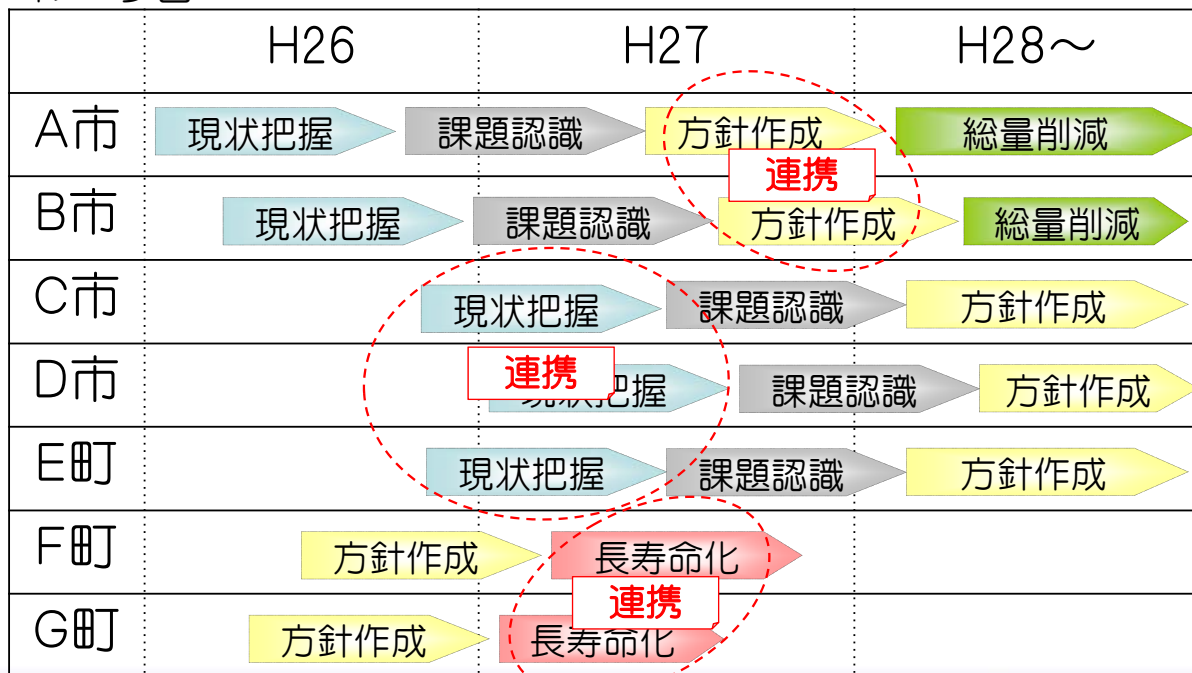 H26 H27 H28～
A市 現状把握 課題認識 方針作成 総量削減
連携
B市 現状把握 課題認識 方針作成 総量削減
C市 現状把握 課題認識 方針作成
連携
D市 現状把握 課題認識 方針作成
E町 現状把握 課題認識 方針作成
F町 方針作成 長寿命化
連携
G町 方針作成 長寿命化